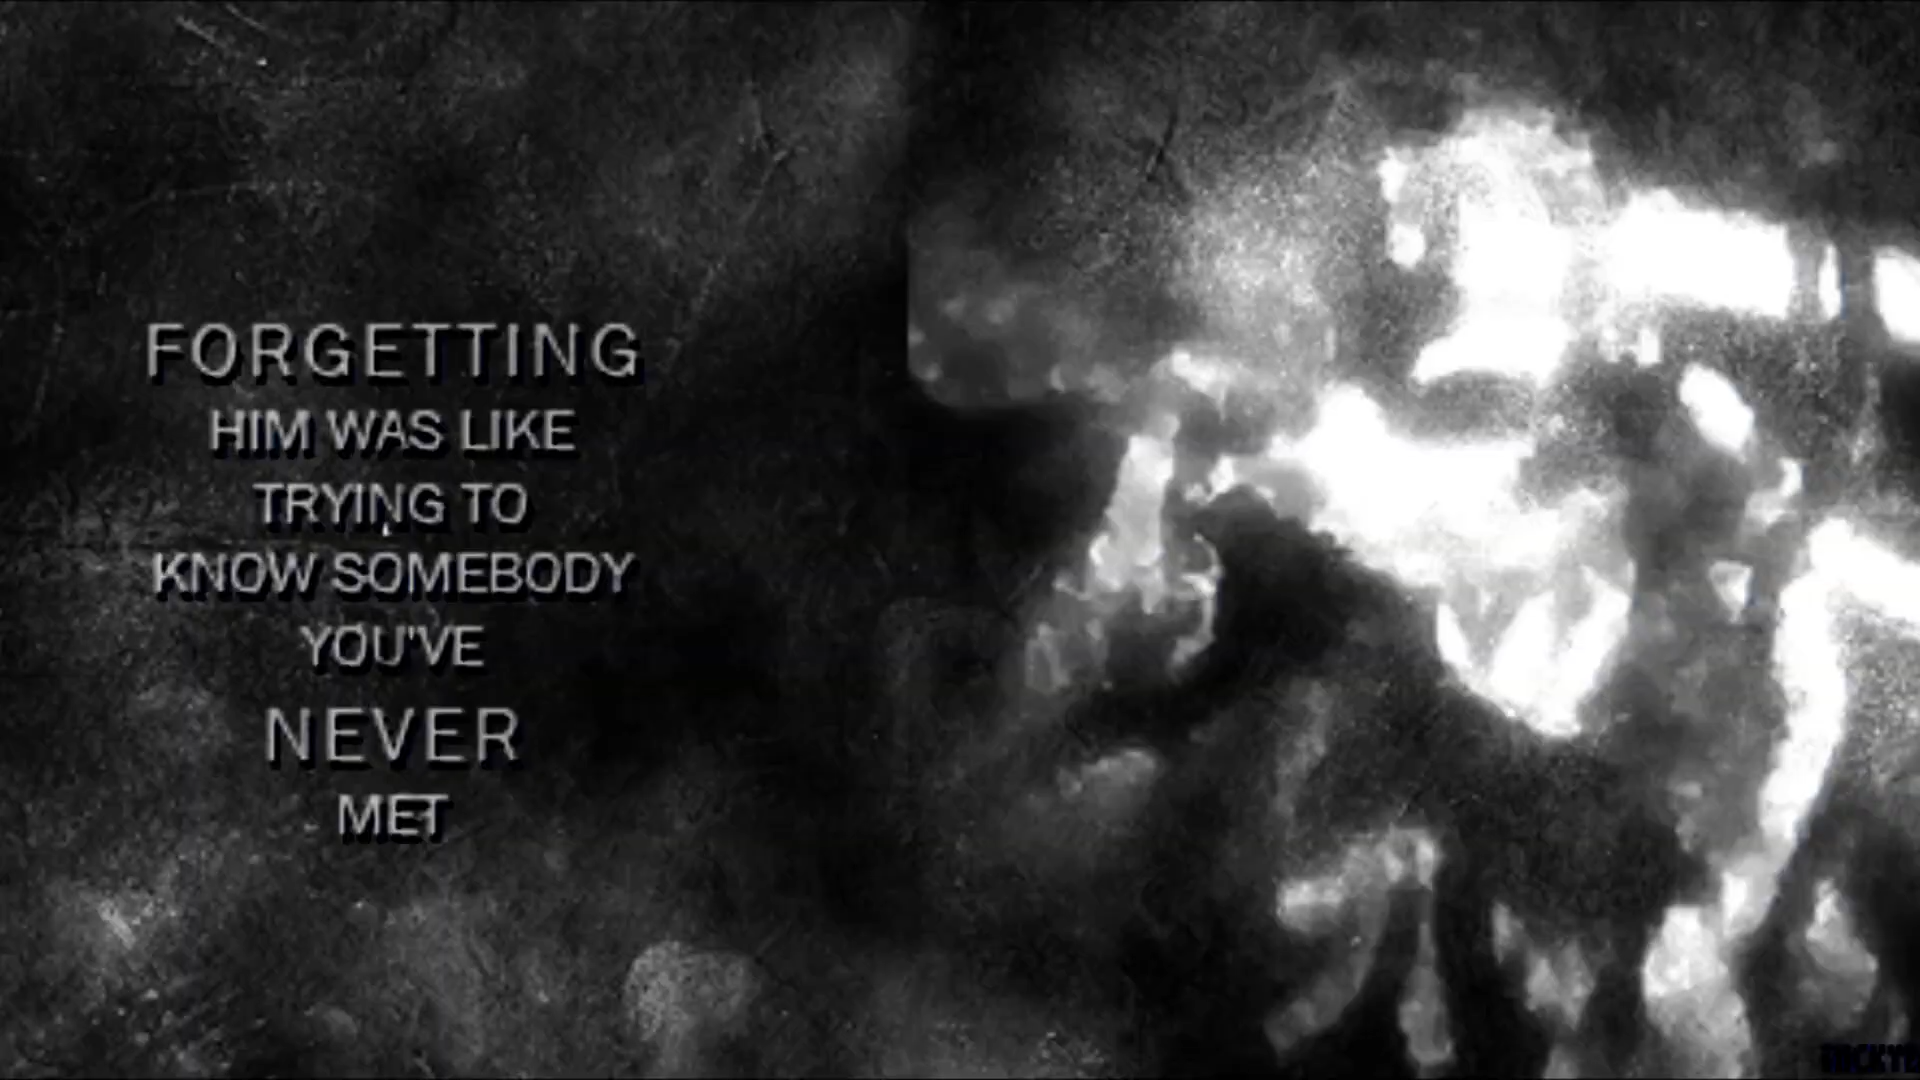 FORGETTING
HIM WAS LIKE
TRYING TO
KNOW SOMEBODY
YOU'VE
NEVER
MET